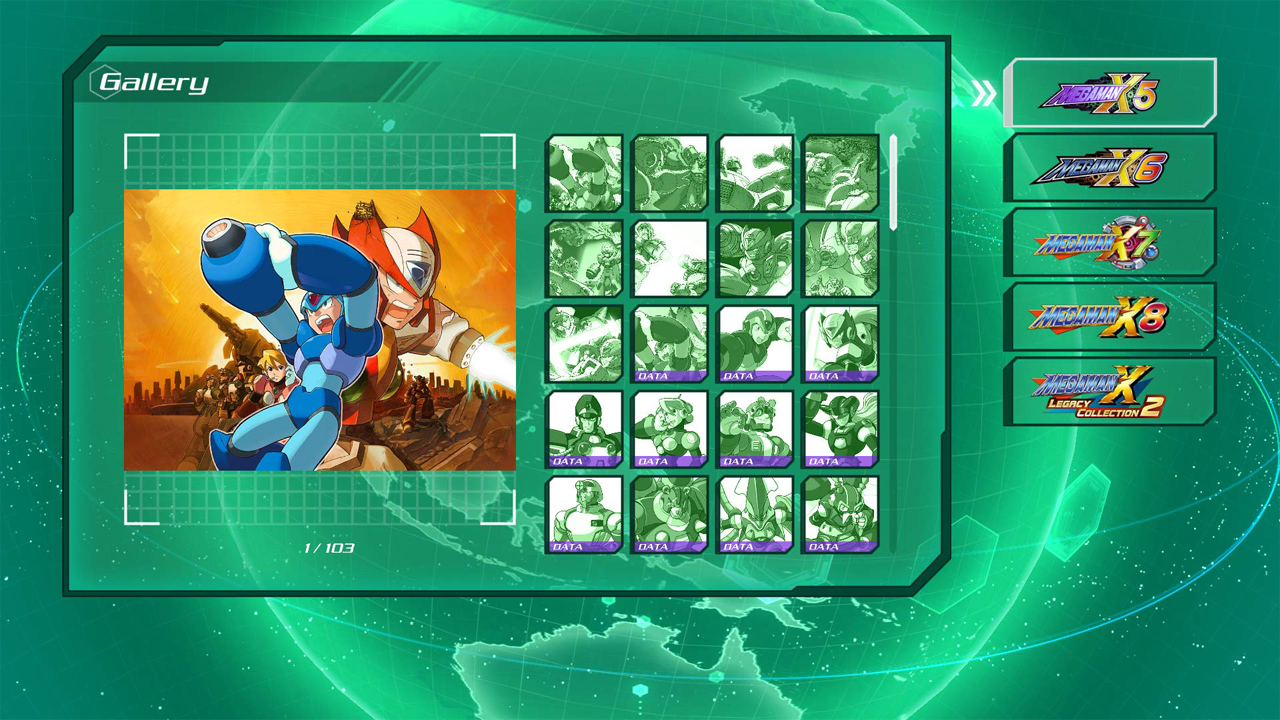 Gallery
1 / 103
DATA
DATA
DATA
DATA
DATA
DATA
DATA
DATA
DATA
DATA
DATA
MEGAMAN X5
MEGAMAN X6
MEGAMAN X7
MEGAMAN X8
MEGAMAN X
LEGACY
COLLECTION 2